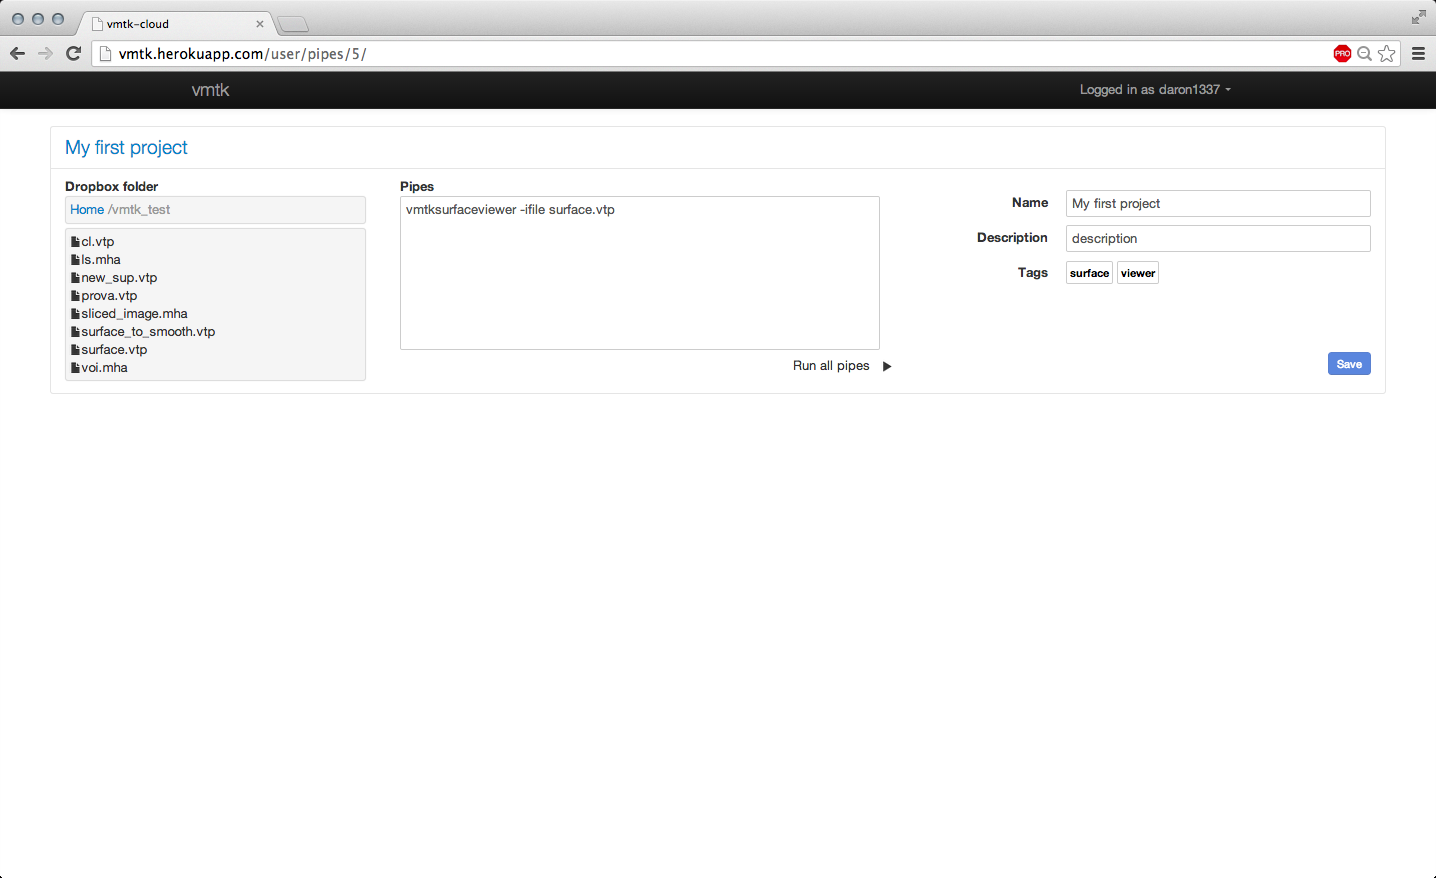 vmtk-cloud
vmtk.herokuapp.com/user/pipes/5/
PRO
vmtk
Logged in as daron1337
My first project
Dropbox folder
Home /vmtk_test
cl.vtp
ls.mha
new_sup.vtp
prova.vtp
sliced_image.mha
surface_to_smooth.vtp
surface.vtp
voi.mha
Pipes
vmtksurfaceviewer -ifile surface.vtp
Run all pipes
Name My first project
Description description
Tags surface viewer
Save